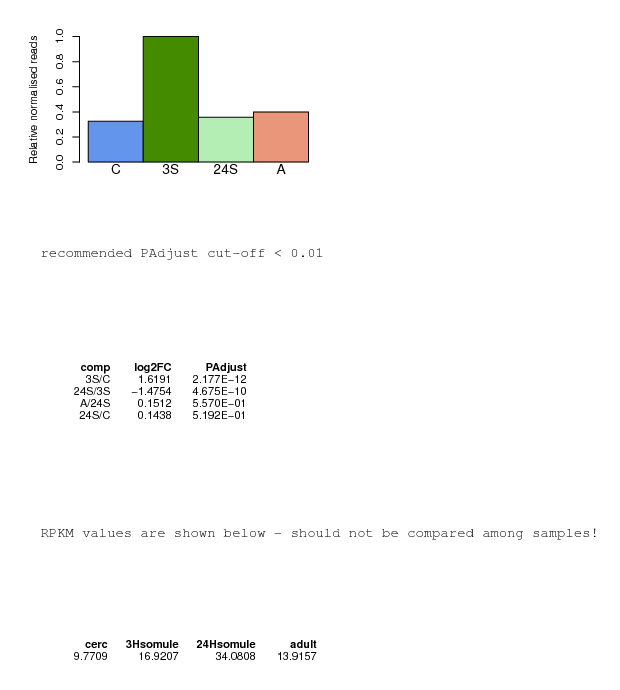 Relative normalised reads
1.0
0.8
0.6
0.4
0.2
0.0
C 3S 24S A
recommended PAdjust cut-off < 0.01
comp log2FC PAdjust
3S/C 1.6191 2.177E-12
24S/3S -1.4754 4.675E-10
A/24S 0.1512 5.570E-01
24S/C 0.1438 5.192E-01
RPKM values are shown below - should not be compared among samples!
cerc 3Hsomule 24Hsomule adult
9.7709 16.9207 34.0808 13.9157